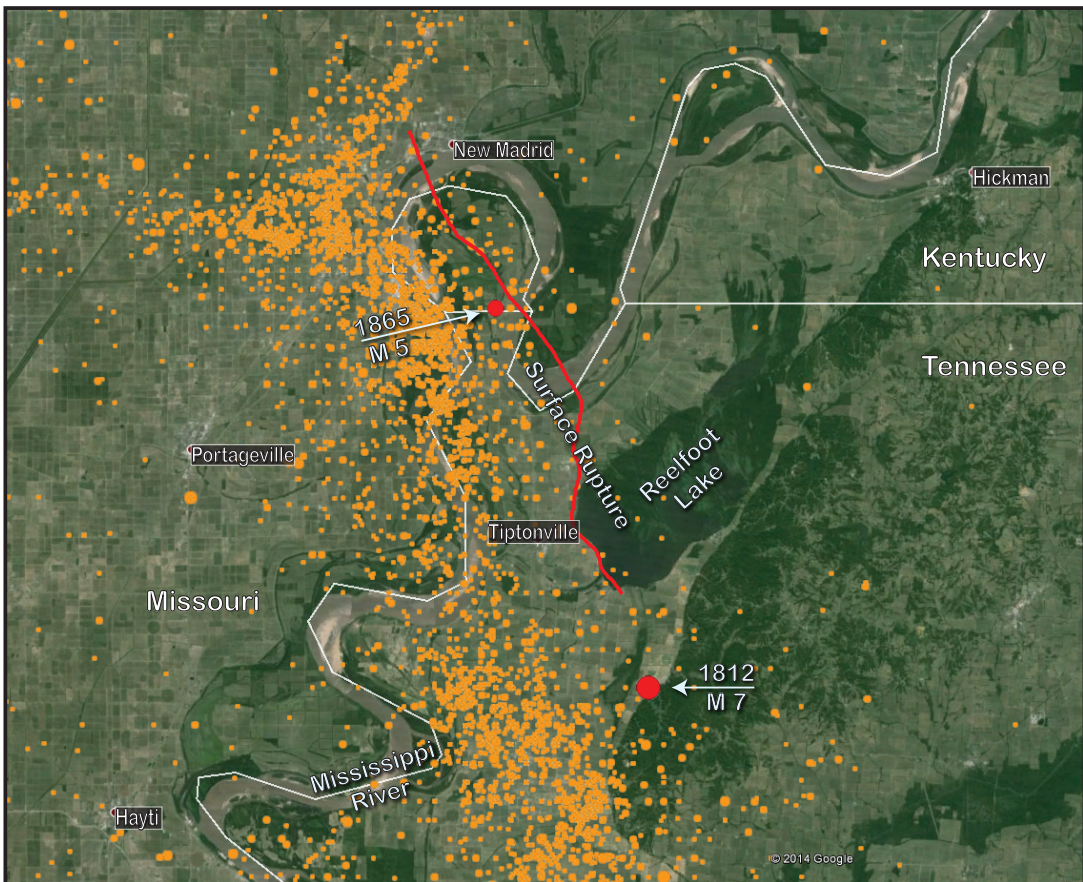 New Madrid
Hickman
Kentucky
1865
M 5
Tennessee
Surface Rupture
Reelfoot
Lake
Portageville
Tiptonville
Missouri
1812
M 7
Mississippi
River
Hayti
© 2014 Google